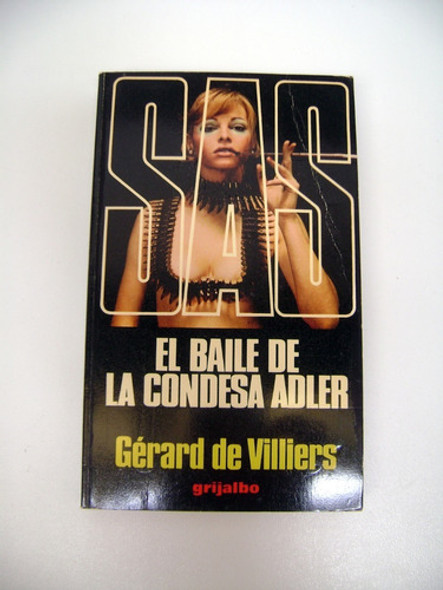 SAS
EL BAILE DE
LA CONDESA ADLER
Gérard de Villiers
grijalbo